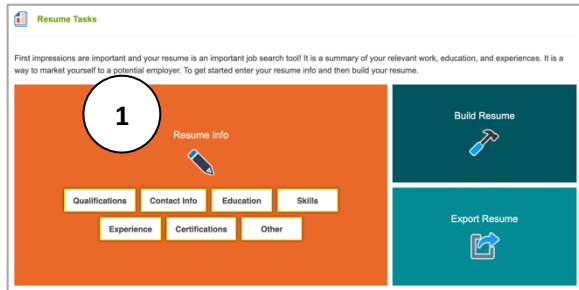 Resume Tasks
First impressions are important and your resume is an important job search tool! It is a summary of your relevant work, education, and experiences. It is a
way to market yourself to a potential employer. To get started enter your resume info and then build your resume.
1
Resume Info
Qualifications Contact Info Education Skills
Experience Certifications Other
Build Resume
Export Resume